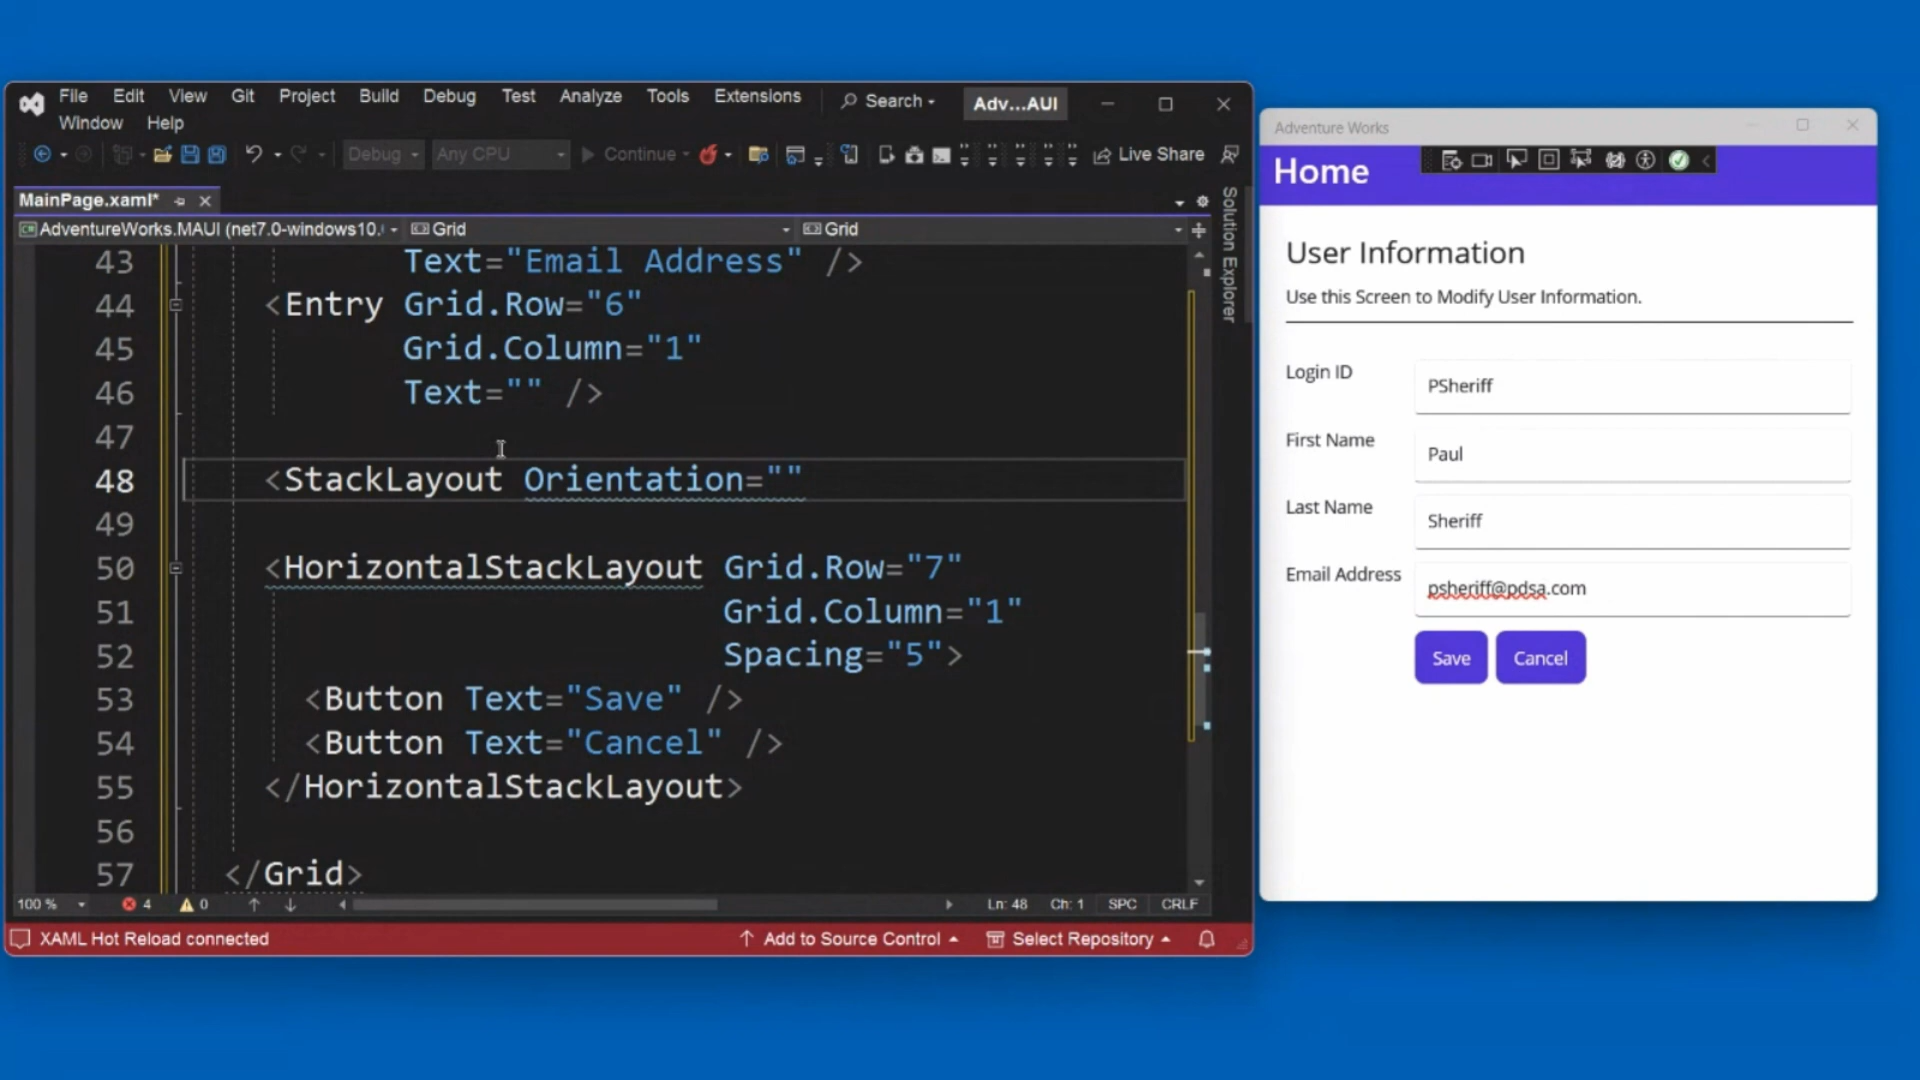 File Edit View Git Project Build Debug Test Analyze Tools Extensions Search Adv...AUI
Window Help
Debug Any CPU Continue Live Share
MainPage.xaml*
AdventureWorks.MAUI (net7.0-windows10. Grid Grid
Solution Explorer
43 Text="Email Address" />
44 <Entry Grid.Row="6"
45 Grid.Column="1"
46 Text="" />
47
48 <StackLayout Orientation=""
49
50 <HorizontalStackLayout Grid.Row="7"
51 Grid.Column="1"
52 Spacing="5">
53 <Button Text="Save" />
54 <Button Text="Cancel" />
55 </HorizontalStackLayout>
56
57 </Grid>
100 % 4 0 Ln: 48 Ch: 1 SPC CRLF
XAML Hot Reload connected Add to Source Control Select Repository
Adventure Works
Home
User Information
Use this Screen to Modify User Information.
Login ID PSheriff
First Name Paul
Last Name Sheriff
Email Address psheriff@pdsa.com
Save Cancel